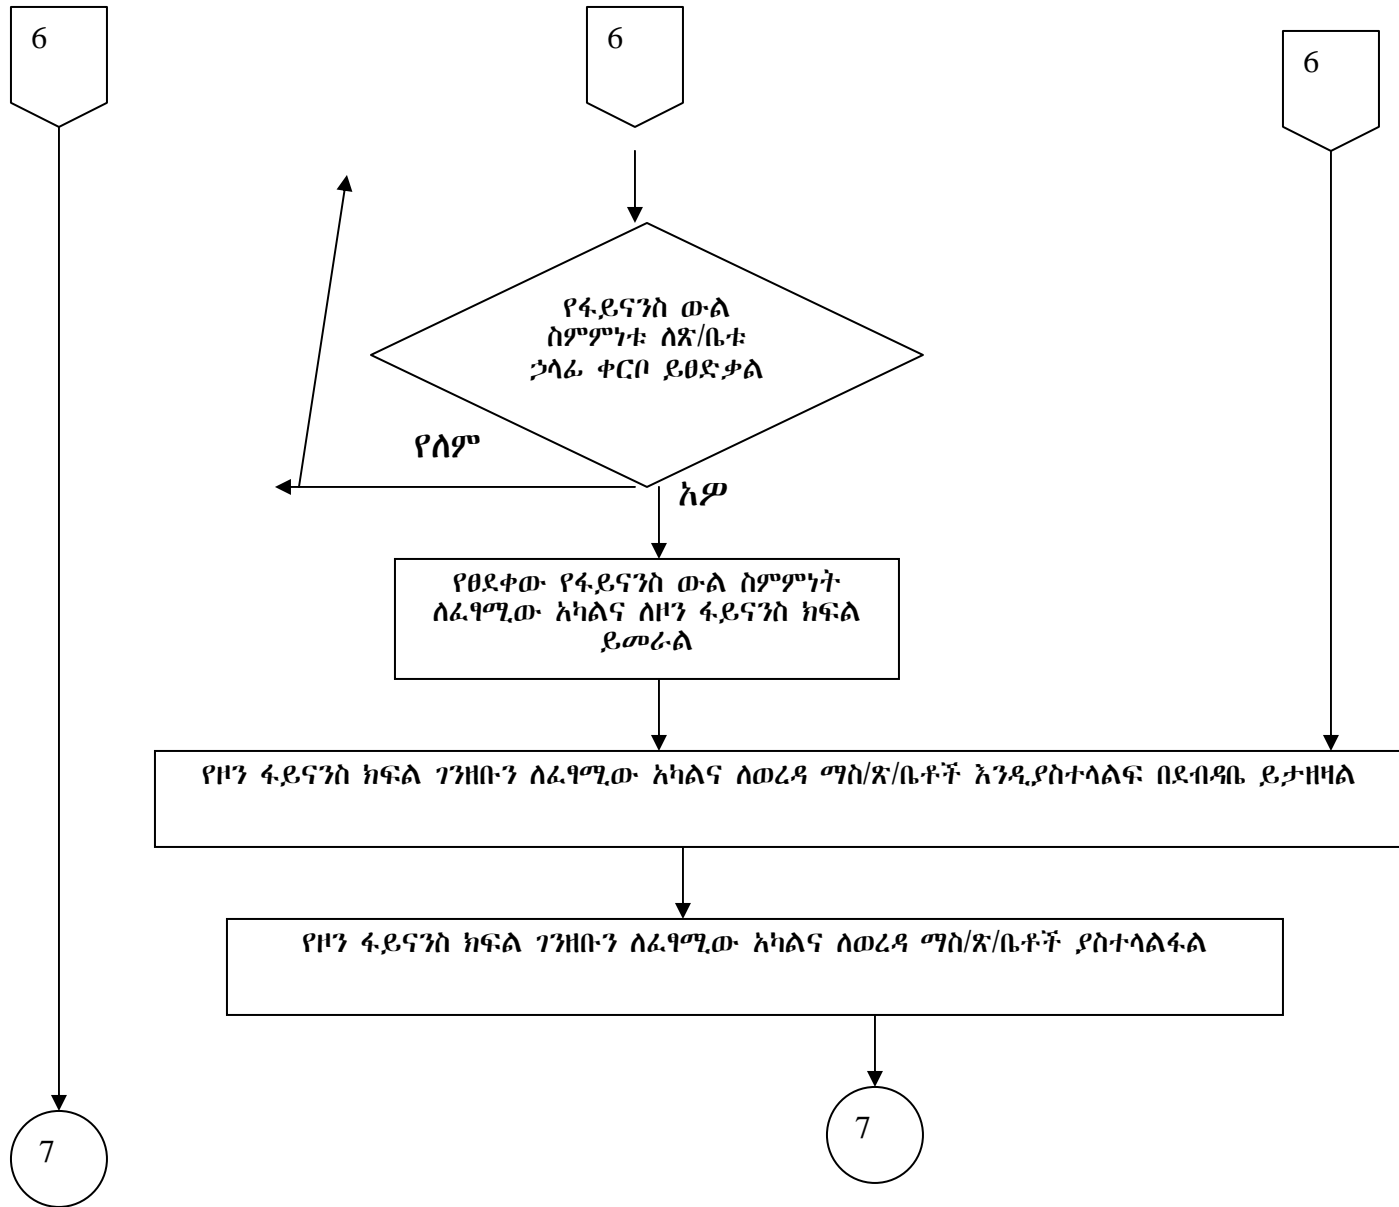 6
6
6
የፋይናንስ ውል
ስምምነቱ ለጽ/ቤቱ
ኃላፊ ቀርቦ ይፀድቃል
የለም
አዎ
የፀደቀው የፋይናንስ ውል ስምምነት
ለፈፃሚው አካልና ለዞን ፋይናንስ ክፍል
ይመራል
የዞን ፋይናንስ ክፍል ገንዘቡን ለፈፃሚው አካልና ለወረዳ ማስ/ጽ/ቤቶች እንዲያስተላልፍ በደብዳቤ ይታዘዛል
የዞን ፋይናንስ ክፍል ገንዘቡን ለፈፃሚው አካልና ለወረዳ ማስ/ጽ/ቤቶች ያስተላልፋል
7
7